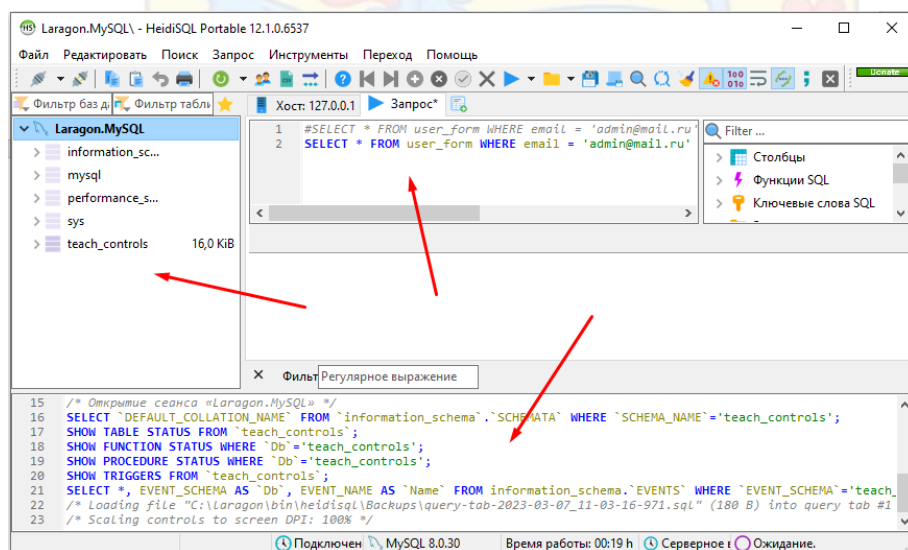 Laragon.MySQL\ - HeidiSQL Portable 12.1.0.6537
Файл Редактировать Поиск Запрос Инструменты Переход Помощь
Donate
Фильтр баз да Фильтр табли Хост: 127.0.0.1 Запрос*
Laragon.MySQL
information_sc...
mysql
performance_s...
sys
teach_controls 16,0 KiB
1 #SELECT * FROM user_form WHERE email = 'admin@mail.ru'
2 SELECT * FROM user_form WHERE email = 'admin@mail.ru'
Filter ...
Столбцы
Функции SQL
Ключевые слова SQL
Фильт Регулярное выражение
15 /* Открытие сеанса «Laragon.MySQL» */
16 SELECT `DEFAULT_COLLATION_NAME` FROM `information_schema`.`SCHEMATA` WHERE `SCHEMA_NAME`='teach_controls';
17 SHOW TABLE STATUS FROM `teach_controls`;
18 SHOW FUNCTION STATUS WHERE `Db`='teach_controls';
19 SHOW PROCEDURE STATUS WHERE `Db`='teach_controls';
20 SHOW TRIGGERS FROM `teach_controls`;
21 SELECT *, EVENT_SCHEMA AS `Db`, EVENT_NAME AS `Name` FROM information_schema.`EVENTS` WHERE `EVENT_SCHEMA`='teach_
22 /* Loading file "C:\laragon\bin\heidisql\Backups\query-tab-2023-03-07_11-03-16-971.sql" (180 B) into query tab #1
23 /* Scaling controls to screen DPI: 100% */
Подключен MySQL 8.0.30 Время работы: 00:19 h Серверное Ожидание.